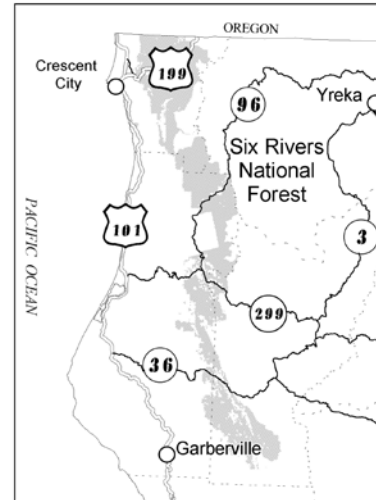 OREGON
199
Crescent
City
96
Yreka
Six Rivers
National
Forest
PACIFIC OCEAN
101
3
299
36
Garberville